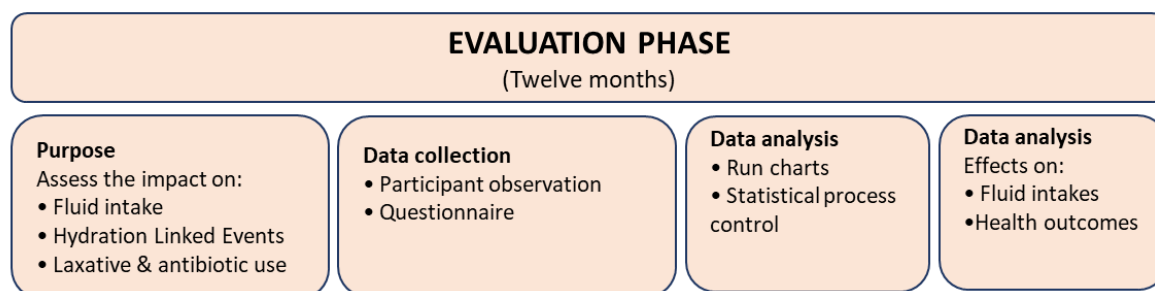 EVALUATION PHASE
(Twelve months)
Purpose
Assess the impact on:
• Fluid intake
• Hydration Linked Events
• Laxative & antibiotic use
Data collection
• Participant observation
• Questionnaire
Data analysis
• Run charts
• Statistical process
control
Data analysis
Effects on:
• Fluid intakes
•Health outcomes